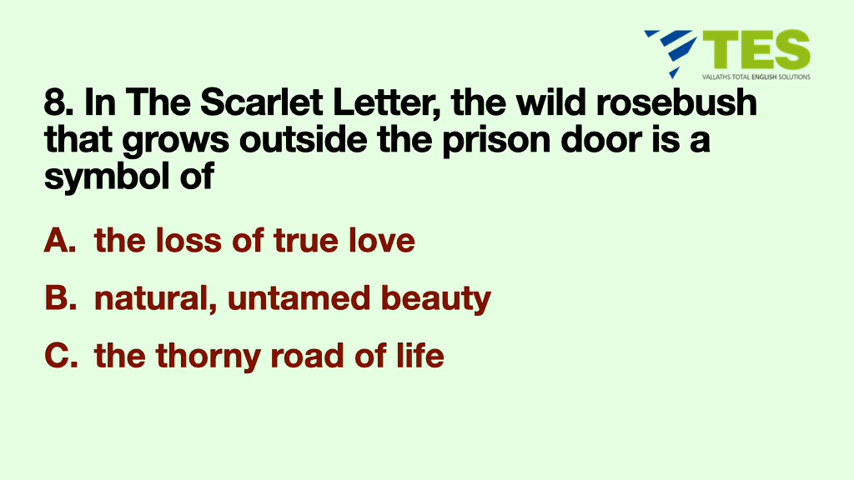 TES
VALLATHS TOTAL ENGLISH SOLUTIONS
8. In The Scarlet Letter, the wild rosebush
that grows outside the prison door is a
symbol of
A. the loss of true love
B. natural, untamed beauty
C. the thorny road of life